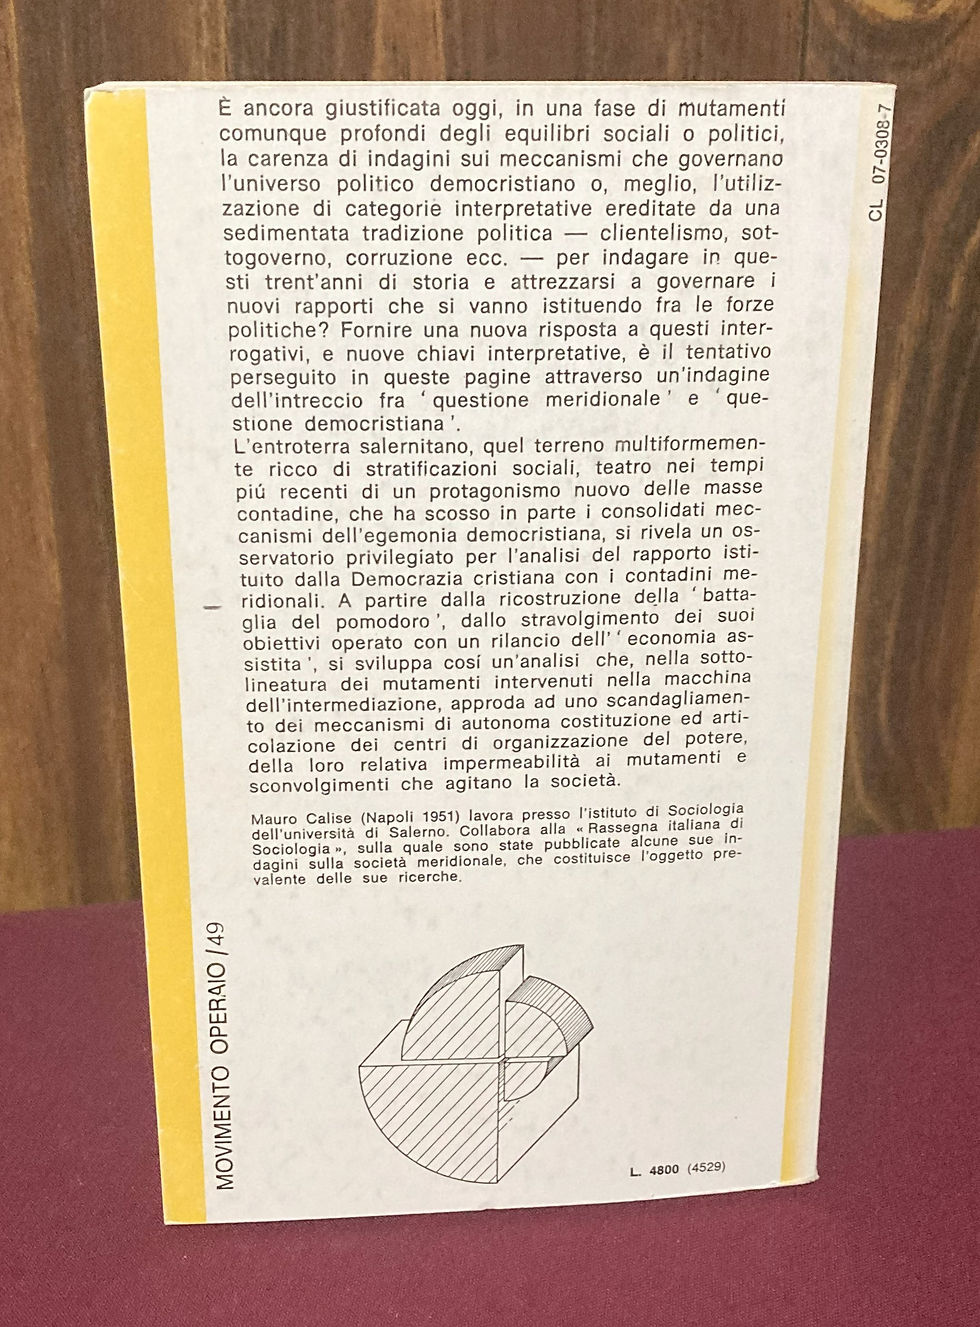 È ancora giustificata oggi, in una fase di mutamenti
comunque profondi degli equilibri sociali o politici,
la carenza di indagini sui meccanismi che governano
l'universo politico democristiano o, meglio, l'utiliz-
zazione di categorie interpretative ereditate da una
sedimentata tradizione politica — clientelismo, sot-
togoverno, corruzione ecc. — per indagare in que-
sti trent'anni di storia e attrezzarsi a governare i
nuovi rapporti che si vanno istituendo fra le forze
politiche? Fornire una nuova risposta a questi inter-
rogativi, e nuove chiavi interpretative, è il tentativo
perseguito in queste pagine attraverso un'indagine
dell'intreccio fra ‘ questione meridionale ’ e ‘ que-
stione democristiana ’.
L'entroterra salernitano, quel terreno multiformemen-
te ricco di stratificazioni sociali, teatro nei tempi
piú recenti di un protagonismo nuovo delle masse
contadine, che ha scosso in parte i consolidati mec-
canismi dell'egemonia democristiana, si rivela un os-
servatorio privilegiato per l'analisi del rapporto isti-
tuito dalla Democrazia cristiana con i contadini me-
ridionali. A partire dalla ricostruzione della ‘ batta-
glia del pomodoro ’, dallo stravolgimento dei suoi
obiettivi operato con un rilancio dell' ‘ economia as-
sistita ’, si sviluppa cosí un'analisi che, nella sotto-
lineatura dei mutamenti intervenuti nella macchina
dell'intermediazione, approda ad uno scandagliamen-
to dei meccanismi di autonoma costituzione ed arti-
colazione dei centri di organizzazione del potere,
della loro relativa impermeabilità ai mutamenti e
sconvolgimenti che agitano la società.
Mauro Calise (Napoli 1951) lavora presso l'istituto di Sociologia
dell'università di Salerno. Collabora alla « Rassegna italiana di
Sociologia », sulla quale sono state pubblicate alcune sue in-
dagini sulla società meridionale, che costituisce l'oggetto pre-
valente delle sue ricerche.
MOVIMENTO OPERAIO / 49
L. 4800 (4529)
CL 07-0308-7